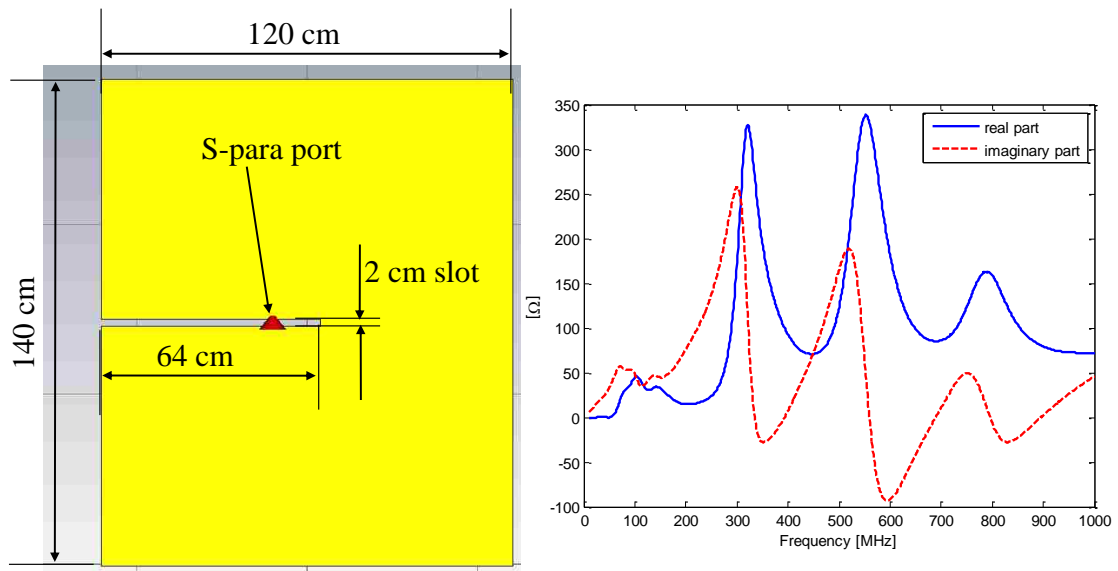 120 cm
S-para port
2 cm slot
140 cm
64 cm
350
300
250
200
150
100
50
0
-50
-100
[Ω]
real part
imaginary part
0 100 200 300 400 500 600 700 800 900 1000
Frequency [MHz]